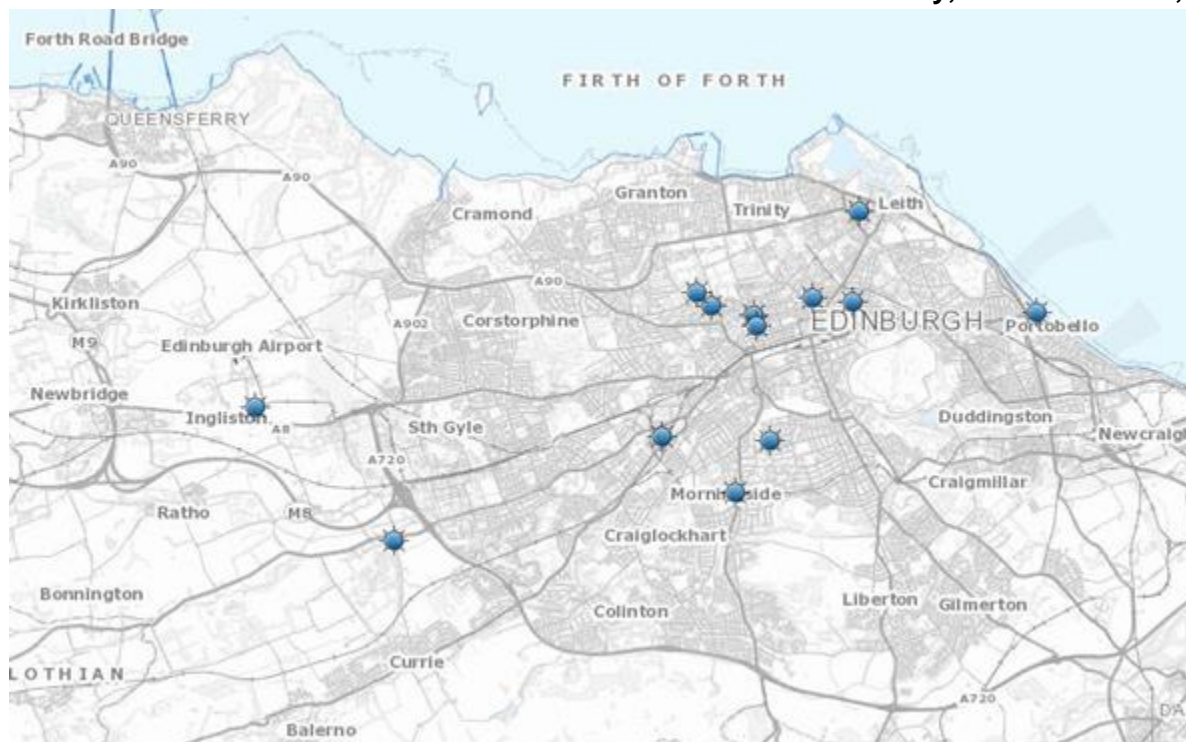 Forth Road Bridge
FIRTH OF FORTH
QUEENSFERRY
A90
A90
Granton
Cramond
Trinity
Leith
A90
Kirkliston
A902
Corstorphine
EDINBURGH
Portobello
M9
Edinburgh Airport
Newbridge
Ingliston
A8
Sth Gyle
Duddingston
Newcraigh
A720
Craigmillar
Ratho
M8
Craiglockhart
Bonnington
Colinton
Liberton
Gilmerton
Currie
LOTHIAN
A720
Balerno
DA